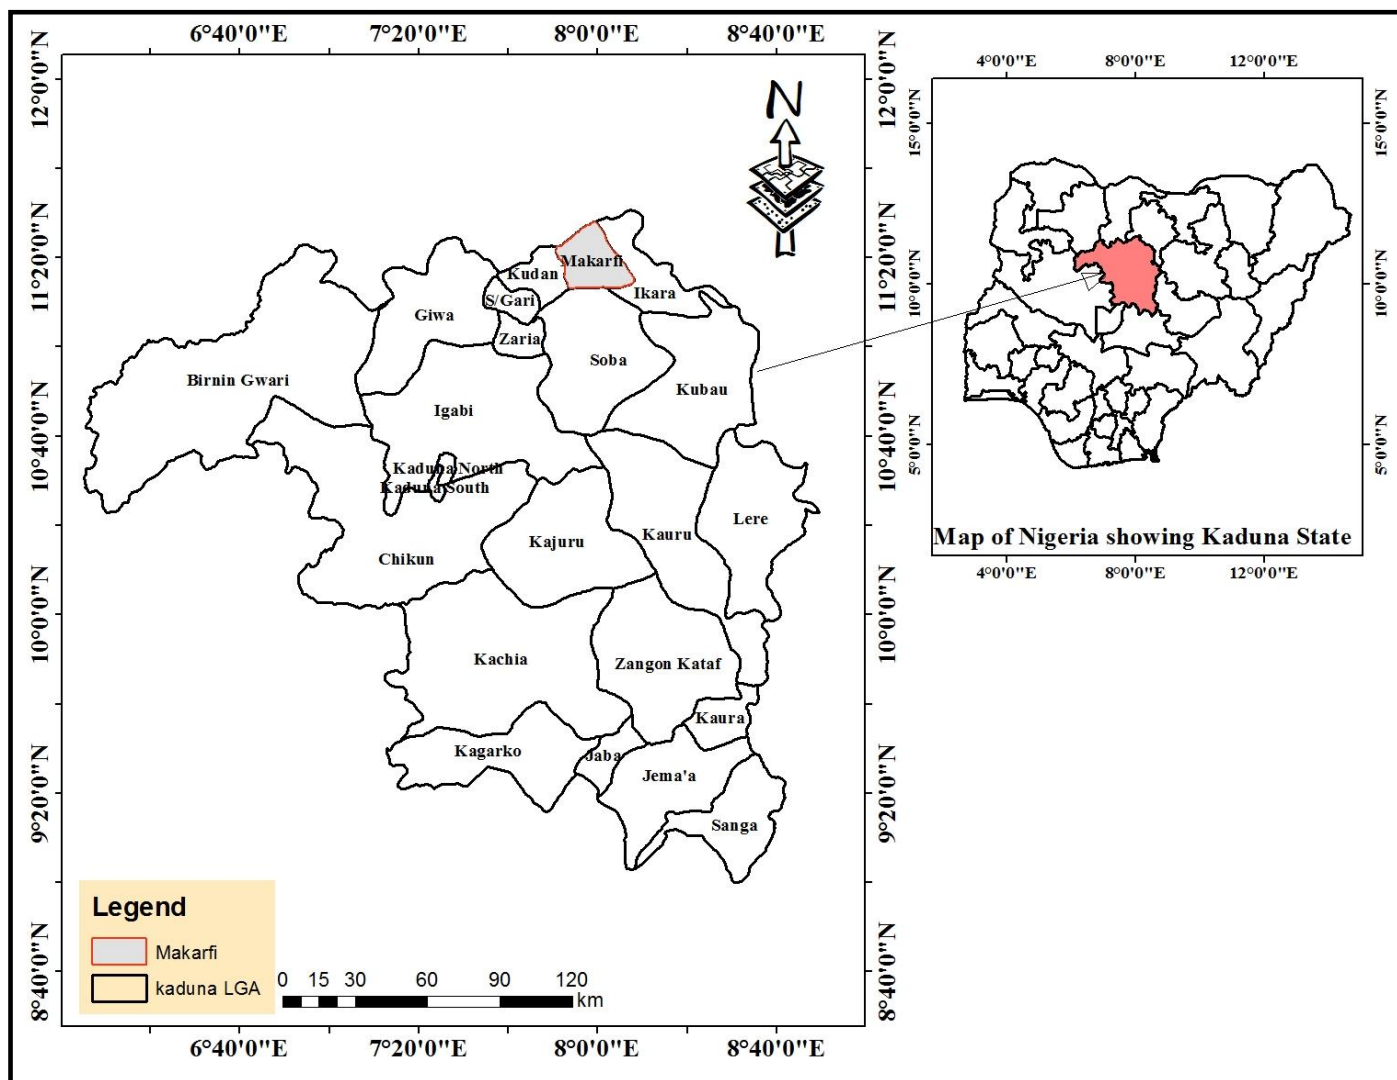 6°40'0"E 7°20'0"E 8°0'0"E 8°40'0"E
12°0'0"N
11°20'0"N
10°40'0"N
10°0'0"N
9°20'0"N
8°40'0"N
N
Makarfi
Kudan
Ikara
S/Gari
Giwa
Zaria
Soba
Birnin Gwari
Kubau
Igabi
Kaduna North
Kaduna South
Lere
Kauru
Kajuru
Chikun
Kachia
Zangon Kataf
Kaura
Kagarko
Jaba
Jema'a
Sanga
12°0'0"N
11°20'0"N
10°40'0"N
10°0'0"N
9°20'0"N
8°40'0"N
Legend
Makarfi
kaduna LGA
0 15 30 60 90 120
km
6°40'0"E 7°20'0"E 8°0'0"E 8°40'0"E
4°0'0"E 8°0'0"E 12°0'0"E
15°0'0"N
10°0'0"N
5°0'0"N
15°0'0"N
10°0'0"N
5°0'0"N
Map of Nigeria showing Kaduna State
4°0'0"E 8°0'0"E 12°0'0"E